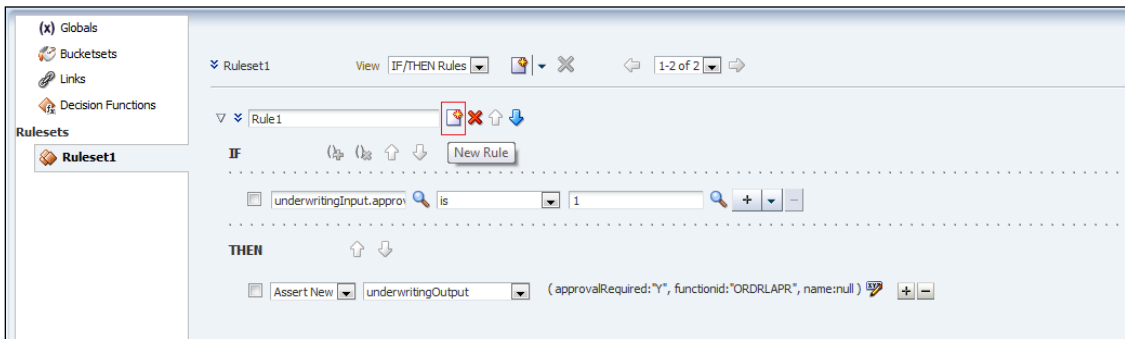 (x) Globals
Bucketsets
Links
Decision Functions
Rulesets
Ruleset1
Ruleset1 View IF/THEN Rules 1-2 of 2
Rule1
IF New Rule
underwritingInput.approv is 1 + −
THEN
Assert New underwritingOutput ( approvalRequired:"Y", functionid:"ORDRLAPR", name:null ) + −